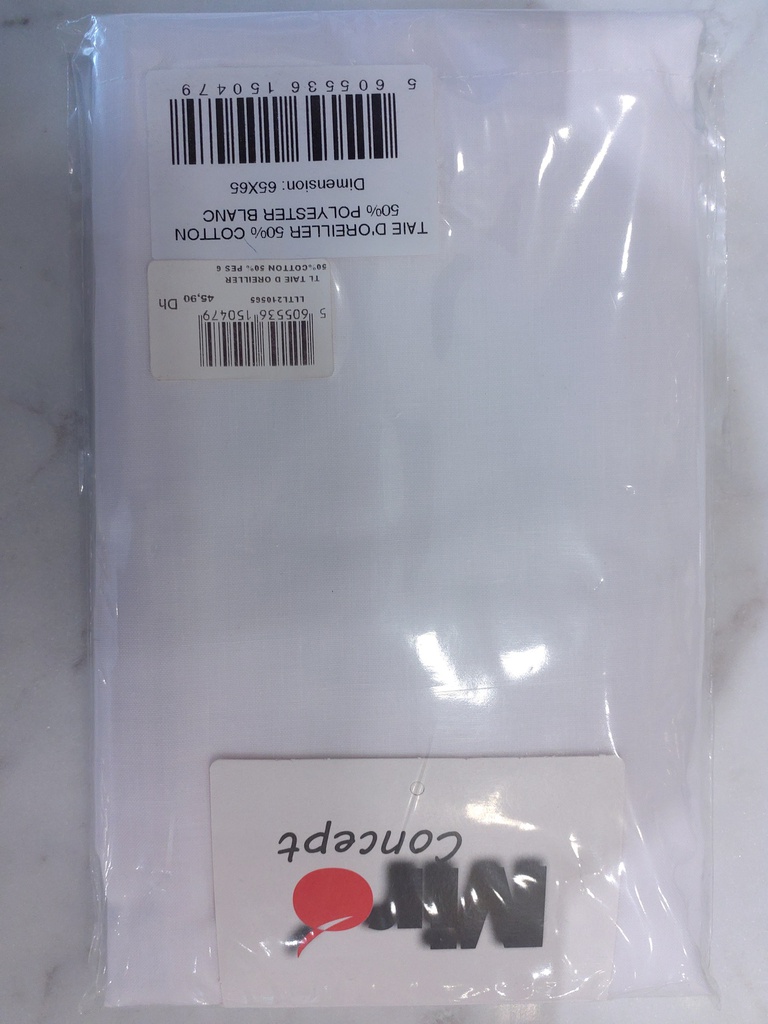 Mirò
Concept
TL TAIE D OREILLER
50%COTTON 50% PES 6
LLTL210565
45,90 Dh
5 605536 150479
TAIE D'OREILLER 50% COTTON
50% POLYESTER BLANC
Dimension: 65X65
5 605536 150479